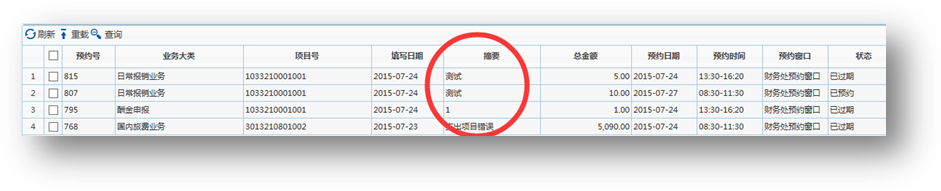 刷新 重载 查询
预约号 业务大类 项目号 填写日期 摘要 总金额 预约日期 预约时间 预约窗口 状态
1 815 日常报销业务 1033210001001 2015-07-24 测试 5.00 2015-07-24 13:30-16:20 财务处预约窗口 已过期
2 807 日常报销业务 1033210001001 2015-07-24 测试 10.00 2015-07-27 08:30-11:30 财务处预约窗口 已预约
3 795 酬金申报 1033210001001 2015-07-24 1 1.00 2015-07-24 13:30-16:20 财务处预约窗口 已过期
4 768 国内旅差业务 3013210801002 2015-07-23 出项目错误 5,090.00 2015-07-24 08:30-11:30 财务处预约窗口 已过期